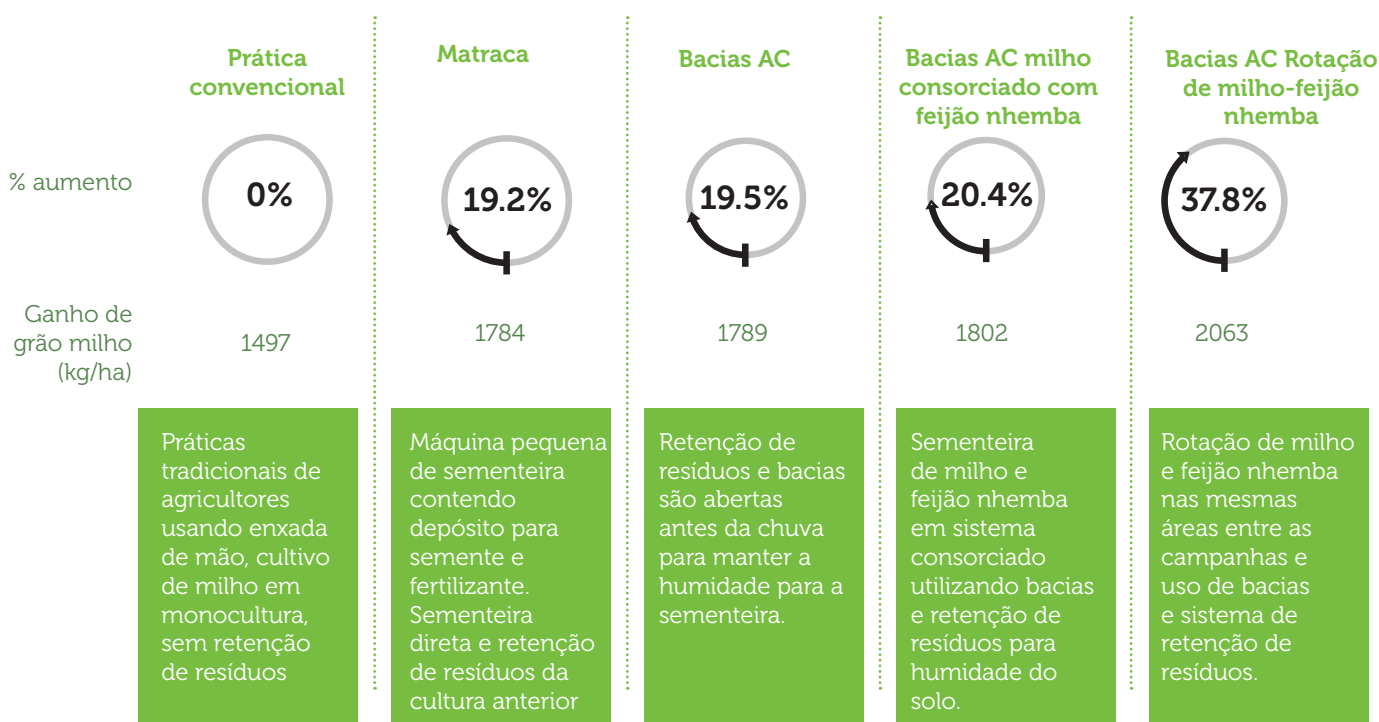 Prática
convencional
Matraca
Bacias AC
Bacias AC milho
consorciado com
feijão nhemba
Bacias AC Rotação
de milho-feijão
nhemba
% aumento
0%
19.2%
19.5%
20.4%
37.8%
Ganho de
grão milho
(kg/ha)
1497
1784
1789
1802
2063
Práticas
tradicionais de
agricultores
usando enxada
de mão, cultivo
de milho em
monocultura,
sem retenção
de resíduos
Máquina pequena
de sementeira
contendo
depósito para
semente e
fertilizante.
Sementeira
direta e retenção
de resíduos da
cultura anterior
Retenção de
resíduos e bacias
são abertas
antes da chuva
para manter a
humidade para a
sementeira.
Sementeira
de milho e
feijão nhemba
em sistema
consorciado
utilizando bacias
e retenção de
resíduos para
humidade do
solo.
Rotação de milho
e feijão nhemba
nas mesmas
áreas entre as
campanhas e
uso de bacias
e sistema de
retenção de
resíduos.